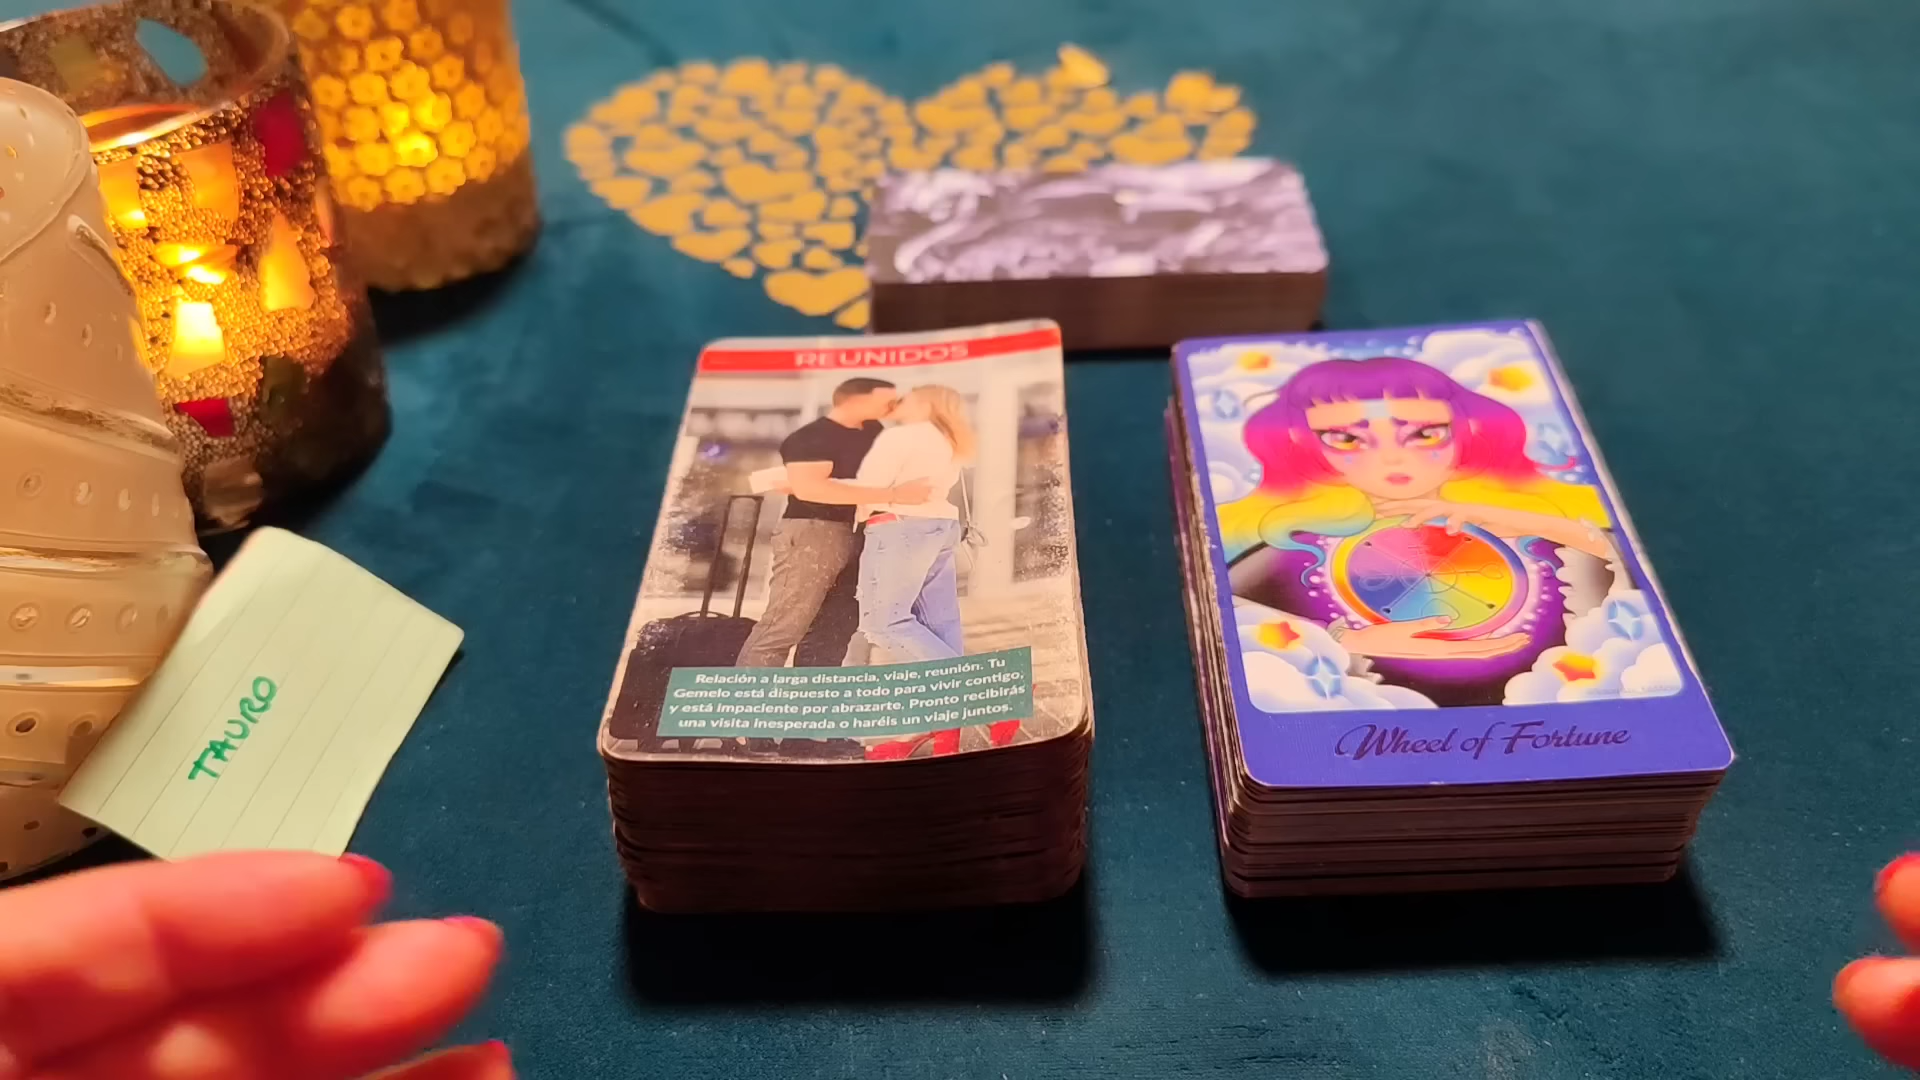 REUNIDOS
Relación a larga distancia, viaje, reunión. Tu
Gemelo está dispuesto a todo para vivir contigo,
y está impaciente por abrazarte. Pronto recibirás
una visita inesperada o haréis un viaje juntos.
Wheel of Fortune
TAURO